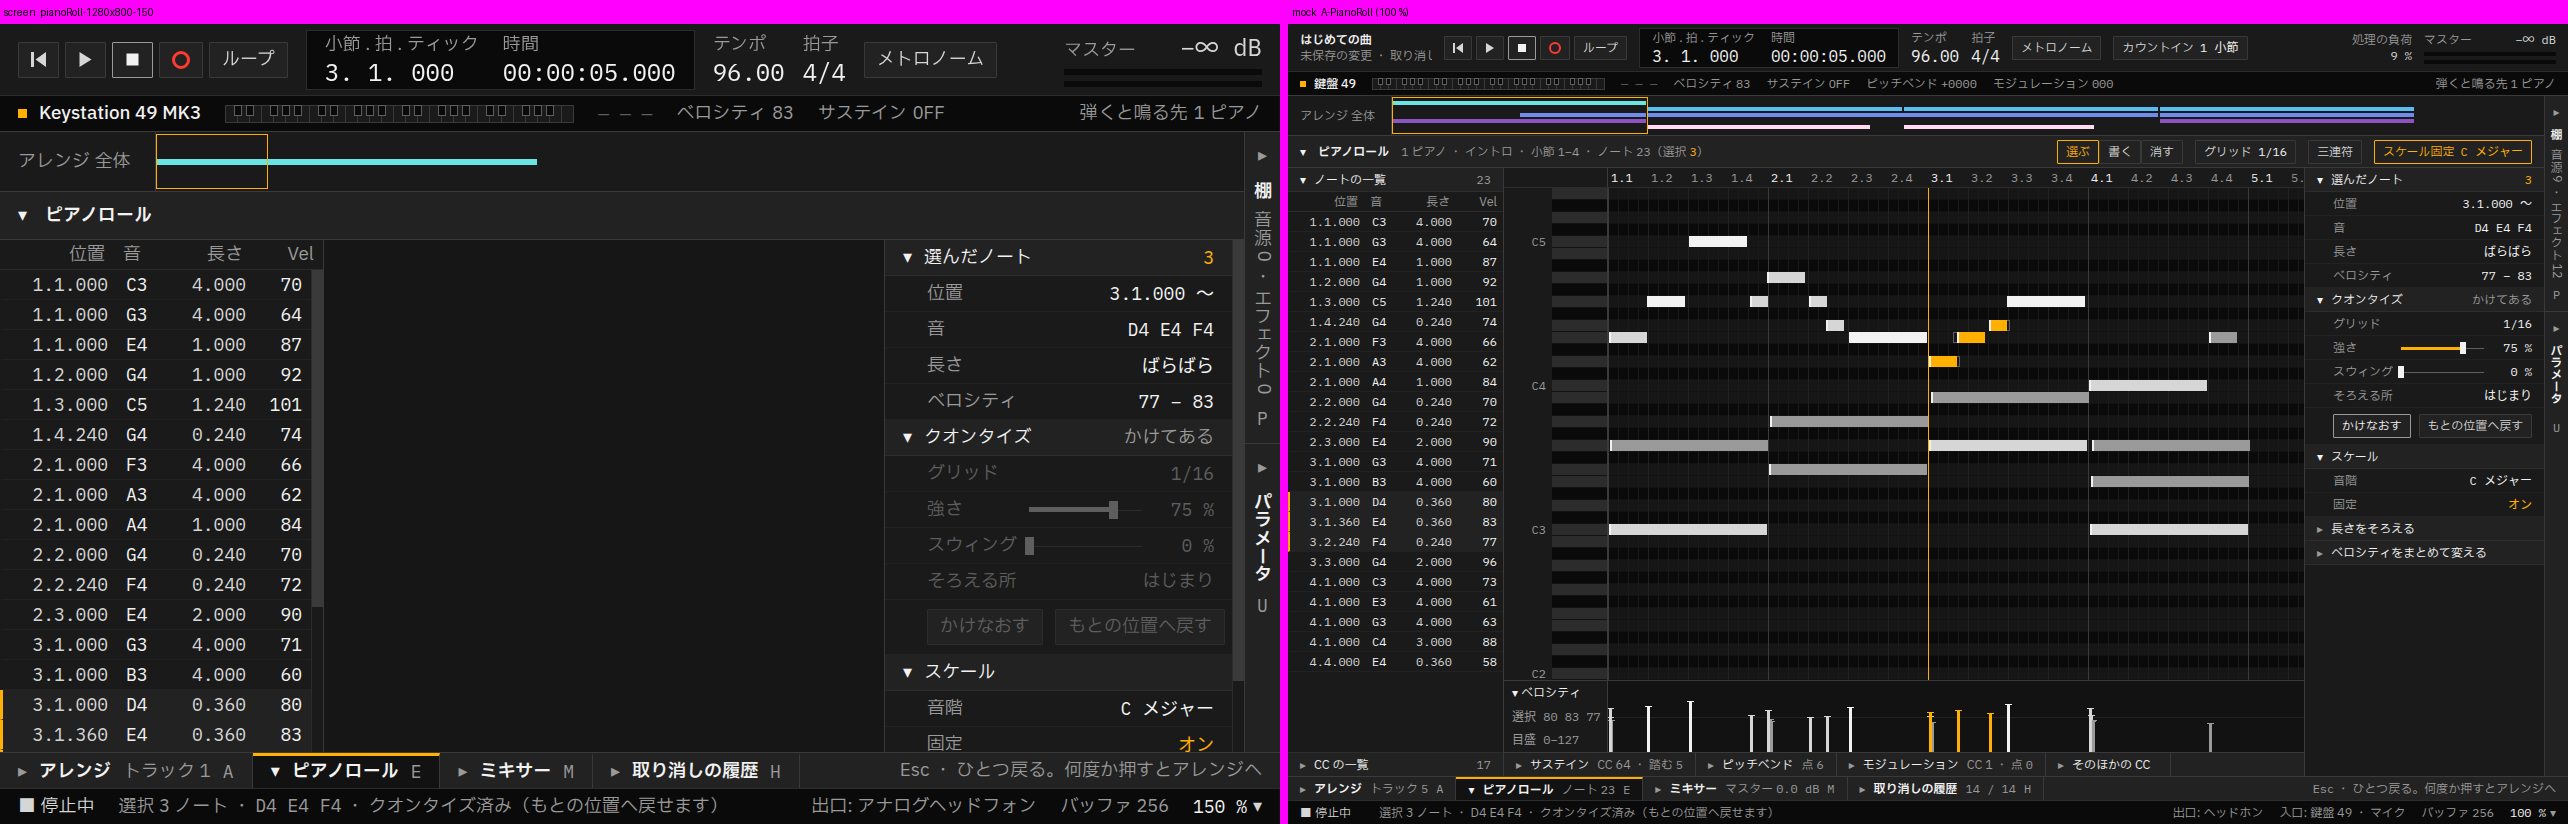 screen pianoRoll-1280x800-150
ループ
小節.拍.ティック 時間
3. 1. 000 00:00:05.000
テンポ 拍子
96.00 4/4
メトロノーム
マスター -∞ dB
Keystation 49 MK3
— — — ベロシティ 83 サステイン OFF
弾くと鳴る先 1 ピアノ
アレンジ 全体
▼ ピアノロール
位置 音 長さ Vel
1.1.000 C3 4.000 70
1.1.000 G3 4.000 64
1.1.000 E4 1.000 87
1.2.000 G4 1.000 92
1.3.000 C5 1.240 101
1.4.240 G4 0.240 74
2.1.000 F3 4.000 66
2.1.000 A3 4.000 62
2.1.000 A4 1.000 84
2.2.000 G4 0.240 70
2.2.240 F4 0.240 72
2.3.000 E4 2.000 90
3.1.000 G3 4.000 71
3.1.000 B3 4.000 60
3.1.000 D4 0.360 80
3.1.360 E4 0.360 83
▼ 選んだノート 3
位置 3.1.000 〜
音 D4 E4 F4
長さ ばらばら
ベロシティ 77 – 83
▼ クオンタイズ かけてある
グリッド 1/16
強さ 75 %
スウィング 0 %
そろえる所 はじまり
かけなおす もとの位置へ戻す
▼ スケール
音階 C メジャー
固定 オン
▶ 棚 音源 0 · エフェクト 0 P
▶ パラメータ U
▶ アレンジ トラック 1 A
▼ ピアノロール E
▶ ミキサー M
▶ 取り消しの履歴 H
Esc · ひとつ戻る。何度か押すとアレンジへ
■ 停止中 選択 3 ノート · D4 E4 F4 · クオンタイズ済み（もとの位置へ戻せます）
出口: アナログヘッドフォン バッファ 256 150 % ▼
mock A-PianoRoll (100%)
はじめての曲
未保存の変更 · 取り消し
ループ
小節.拍.ティック 時間
3. 1. 000 00:00:05.000
テンポ 拍子
96.00 4/4
メトロノーム
カウントイン 1 小節
処理の負荷 マスター -∞ dB
9 %
鍵盤 49
— — — ベロシティ 83 サステイン OFF ピッチベンド +0000 モジュレーション 000
弾くと鳴る先 1 ピアノ
アレンジ 全体
▼ ピアノロール 1 ピアノ · イントロ · 小節 1–4 · ノート 23（選択 3）
選ぶ 書く 消す グリッド 1/16 三連符 スケール固定 C メジャー
▼ ノートの一覧 23
位置 音 長さ Vel
1.1.000 C3 4.000 70
1.1.000 G3 4.000 64
1.1.000 E4 1.000 87
1.2.000 G4 1.000 92
1.3.000 C5 1.240 101
1.4.240 G4 0.240 74
2.1.000 F3 4.000 66
2.1.000 A3 4.000 62
2.1.000 A4 1.000 84
2.2.000 G4 0.240 70
2.2.240 F4 0.240 72
2.3.000 E4 2.000 90
3.1.000 G3 4.000 71
3.1.000 B3 4.000 60
3.1.000 D4 0.360 80
3.1.360 E4 0.360 83
3.2.240 F4 0.360 77
3.3.000 G4 2.000 96
4.1.000 C3 4.000 73
4.1.000 E3 4.000 61
4.1.000 G3 4.000 63
4.1.000 C4 3.000 88
4.4.000 E4 0.360 58
1.1 1.2 1.3 1.4 2.1 2.2 2.3 2.4 3.1 3.2 3.3 3.4 4.1 4.2 4.3 4.4 5.1 5.
C5
C4
C3
C2
▼ ベロシティ
選択 80 83 77
目盛 0–127
▼ 選んだノート 3
位置 3.1.000 〜
音 D4 E4 F4
長さ ばらばら
ベロシティ 77 – 83
▼ クオンタイズ かけてある
グリッド 1/16
強さ 75 %
スウィング 0 %
そろえる所 はじまり
かけなおす もとの位置へ戻す
▼ スケール
音階 C メジャー
固定 オン
▶ 長さをそろえる
▶ ベロシティをまとめて変える
▶ 棚 音源 9 · エフェクト 12 P
▶ パラメータ U
▶ CC の一覧 17
▶ サステイン CC 64 · 踏む 5
▶ ピッチベンド 点 6
▶ モジュレーション CC 1 · 点 0
▶ そのほかの CC
▶ アレンジ トラック 5 A
▼ ピアノロール ノート 23 E
▶ ミキサー マスター 0.0 dB M
▶ 取り消しの履歴 14 / 14 H
Esc · ひとつ戻る。何度か押すとアレンジへ
■ 停止中 選択 3 ノート · D4 E4 F4 · クオンタイズ済み（もとの位置へ戻せます）
出口: ヘッドホン 入口: 鍵盤 49 · マイク バッファ 256 100 % ▼